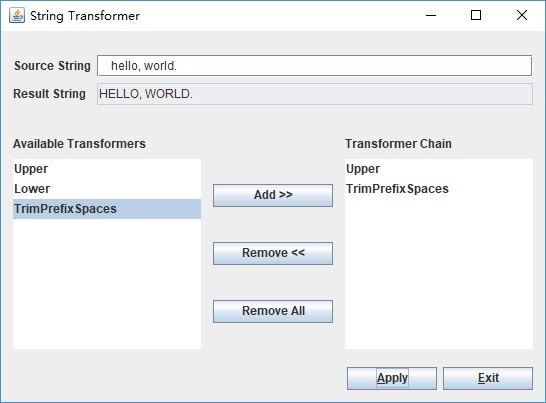 String Transformer
Source String    hello, world.
Result String HELLO, WORLD.
Available Transformers
Upper
Lower
TrimPrefixSpaces
Add >>
Remove <<
Remove All
Transformer Chain
Upper
TrimPrefixSpaces
Apply
Exit